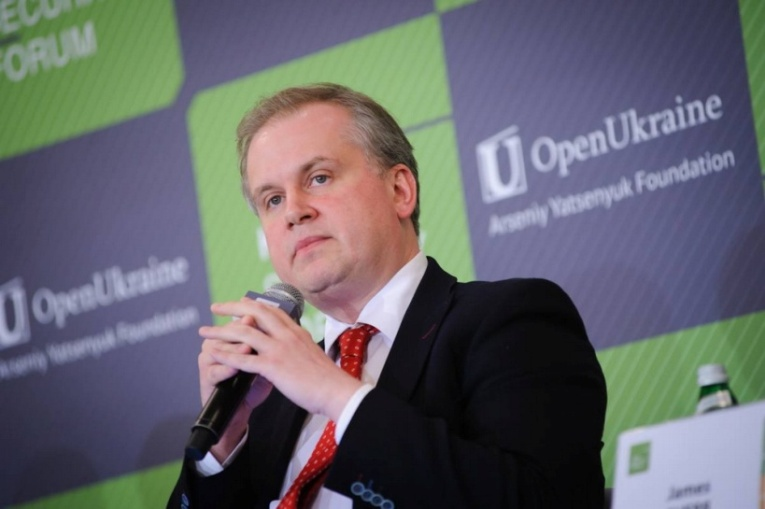 FORUM
OpenUkraine
Arseniy Yatsenyuk Foundation
OpenUkraine
Arseniy Yatsenyuk Foundation
James